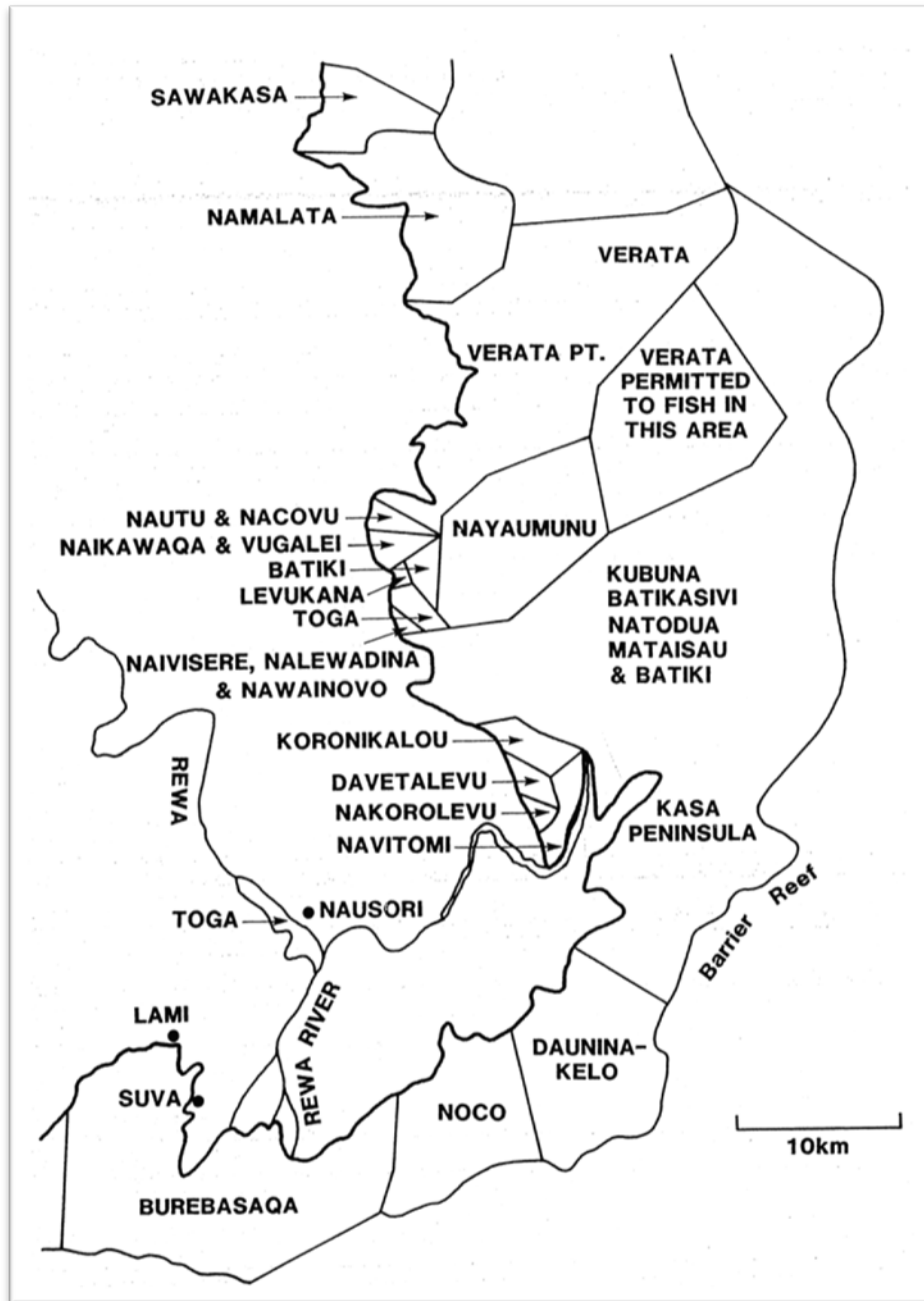 SAWAKASA
NAMALATA
VERATA
VERATA PT.
VERATA
PERMITTED
TO FISH IN
THIS AREA
NAUTU & NACOVU
NAIKAWAQA & VUGALEI
BATIKI
LEVUKANA
TOGA
NAIVISERE, NALEWADINA
& NAWAINOVO
NAYAUMUNU
KUBUNA
BATIKASIVI
NATODUA
MATAISAU
& BATIKI
KORONIKALOU
DAVETALEVU
NAKOROLEVU
NAVITOMI
KASA
PENINSULA
REWA
TOGA
NAUSORI
Barrier Reef
REWA RIVER
LAMI
SUVA
DAUNINA-
KELO
NOCO
BUREBASAQA
10km